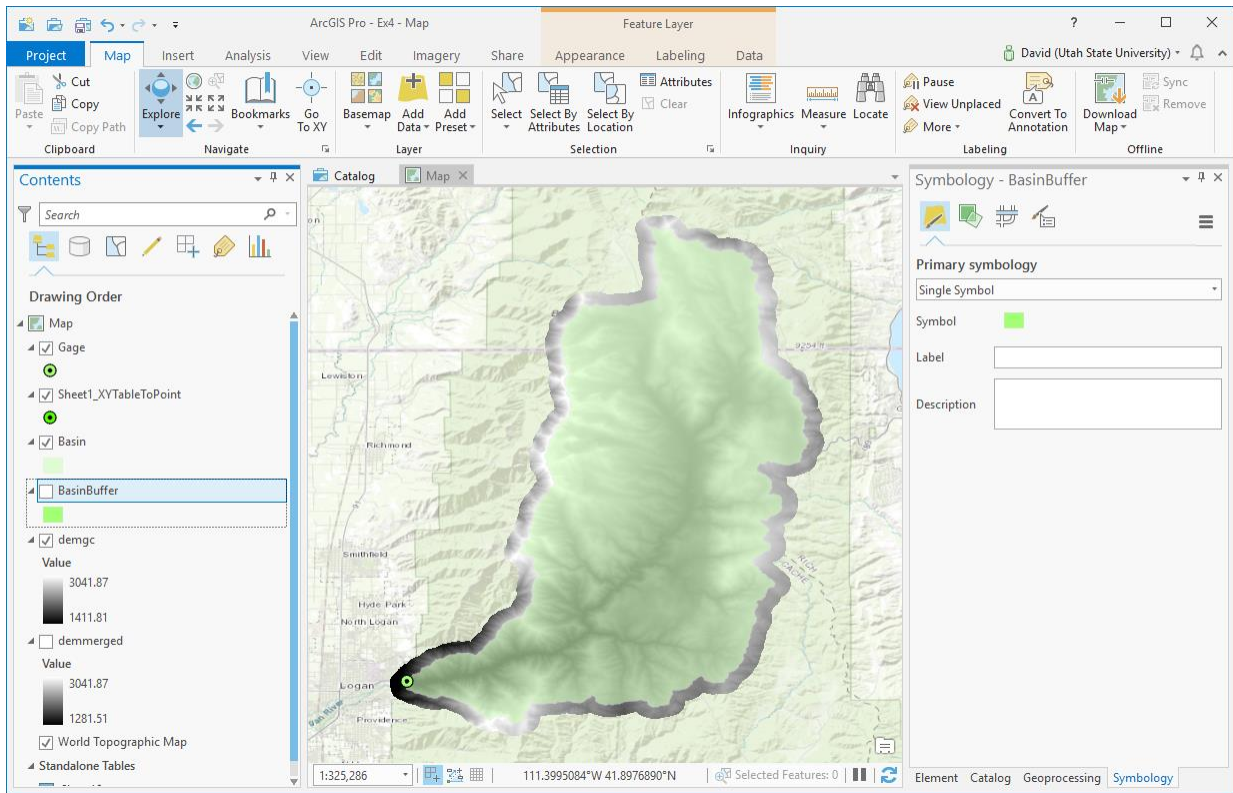 ArcGIS Pro - Ex4 - Map
Feature Layer
?
Project Map Insert Analysis View Edit Imagery Share Appearance Labeling Data
David (Utah State University)
Paste
Cut
Copy
Copy Path
Clipboard
Explore
Bookmarks
Go To XY
Navigate
Basemap
Add Data
Add Preset
Layer
Select
Select By Attributes
Select By Location
Attributes
Clear
Selection
Infographics
Measure
Locate
Inquiry
Pause
View Unplaced
More
Convert To Annotation
Labeling
Download Map
Sync
Remove
Offline
Contents
Search
Drawing Order
Map
Gage
Sheet1_XYTableToPoint
Basin
BasinBuffer
demgc
Value
3041.87
1411.81
demmerged
Value
3041.87
1281.51
World Topographic Map
Standalone Tables
Catalog
Map
9254 ft
Lewiston
Richmond
Smithfield
RICH
CACHE
Hyde Park
North Logan
Logan
Providence
1:325,286
111.3995084°W 41.8976890°N
Selected Features: 0
Symbology - BasinBuffer
Primary symbology
Single Symbol
Symbol
Label
Description
Element Catalog Geoprocessing Symbology